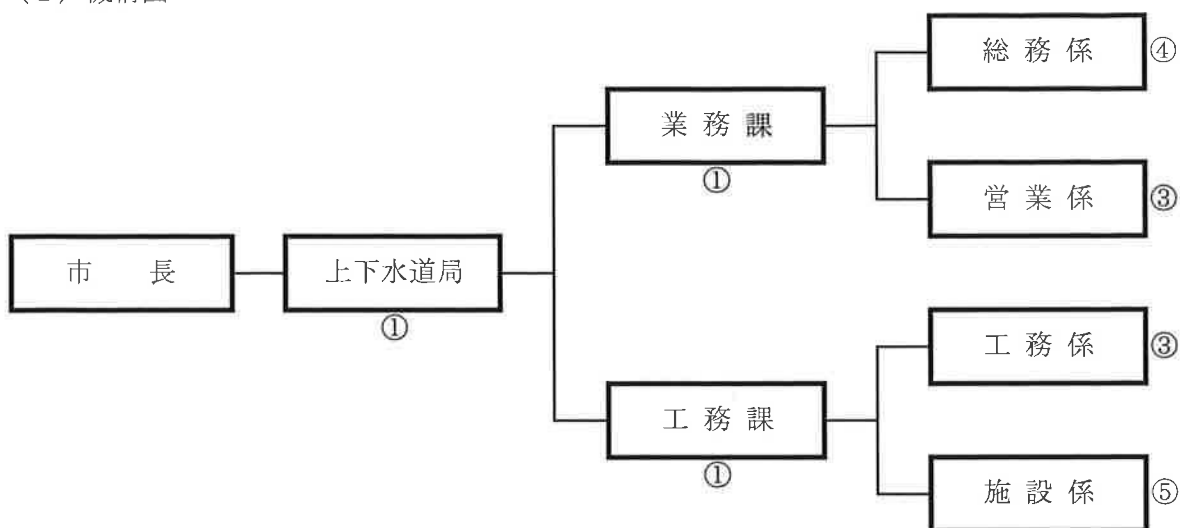 総 務 係 ④
業 務 課
①
営 業 係 ③
市 長
上下水道局
①
工 務 係 ③
工 務 課
①
施 設 係 ⑤